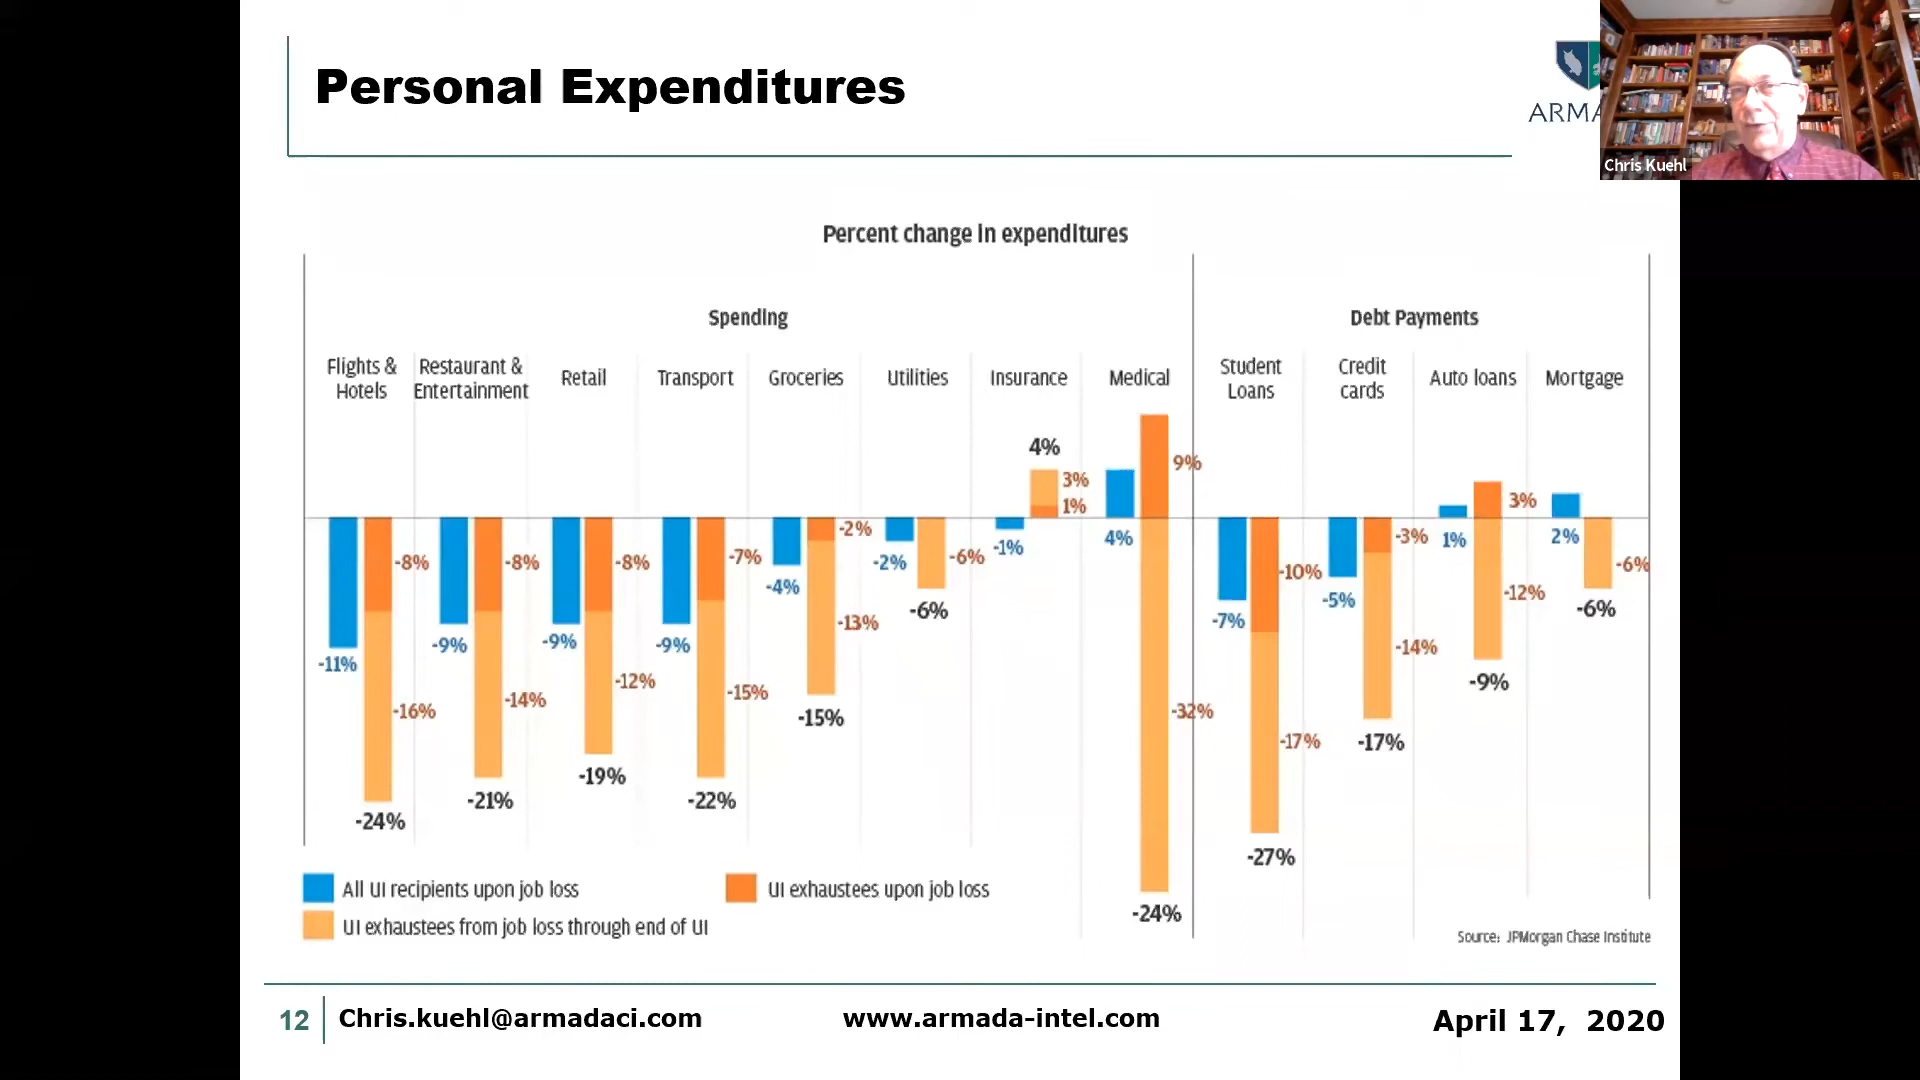 Personal Expenditures
ARMA
Chris Kuehl
Percent change in expenditures
Spending
Debt Payments
Flights &
Hotels
Restaurant &
Entertainment
Retail
Transport
Groceries
Utilities
Insurance
Medical
Student
Loans
Credit
cards
Auto loans
Mortgage
-11%
-8%
-16%
-24%
-9%
-8%
-14%
-21%
-9%
-8%
-12%
-19%
-9%
-7%
-15%
-22%
-4%
-2%
-13%
-15%
-2%
-6%
-6%
-1%
4%
3%
1%
4%
9%
-32%
-24%
-7%
-10%
-17%
-27%
-5%
-3%
-14%
-17%
1%
3%
-12%
-9%
2%
-6%
-6%
All UI recipients upon job loss
UI exhaustees upon job loss
UI exhaustees from job loss through end of UI
Source: JPMorgan Chase Institute
12
Chris.kuehl@armadaci.com
www.armada-intel.com
April 17, 2020